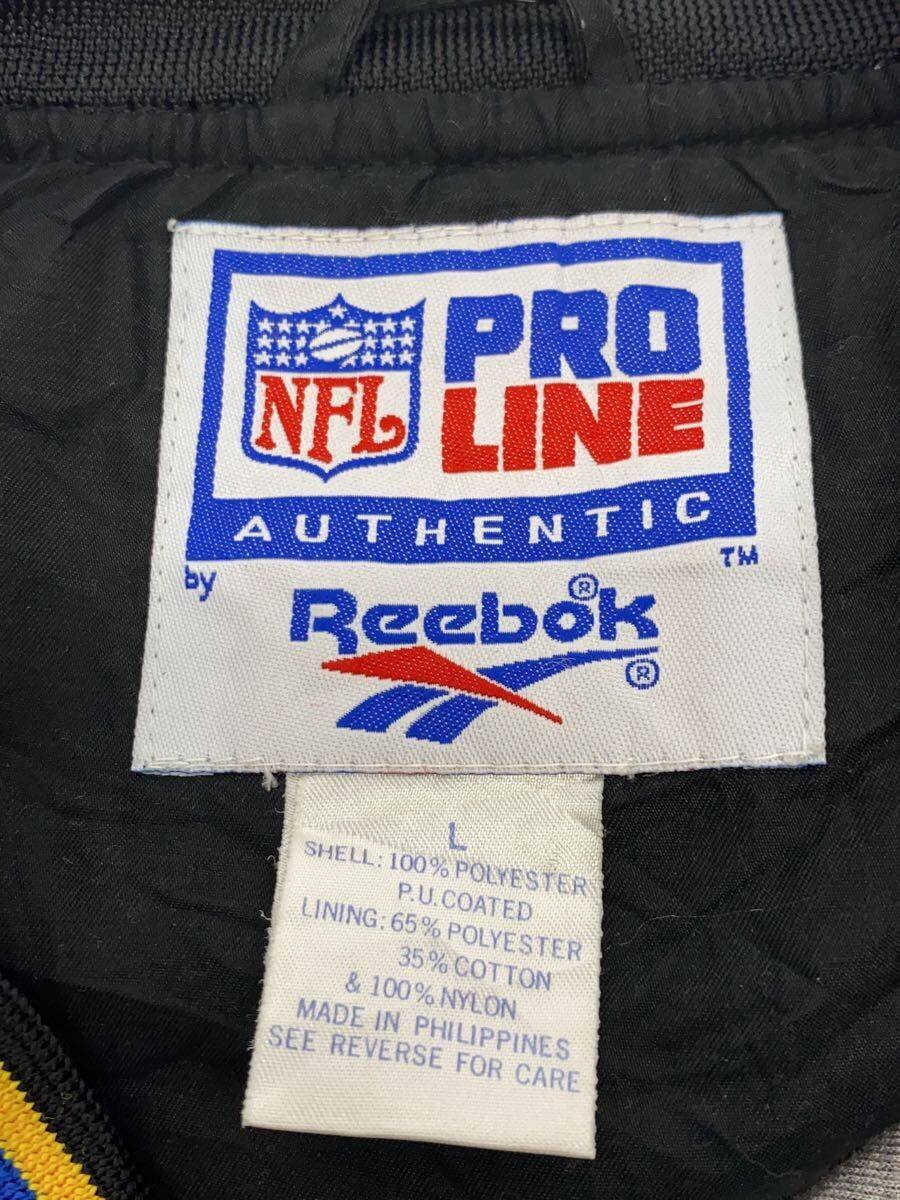 NFL
PRO
LINE
AUTHENTIC
by
TM
Reebok®
®
L
SHELL: 100% POLYESTER
P.U. COATED
LINING: 65% POLYESTER
35% COTTON
& 100% NYLON
MADE IN PHILIPPINES
SEE REVERSE FOR CARE